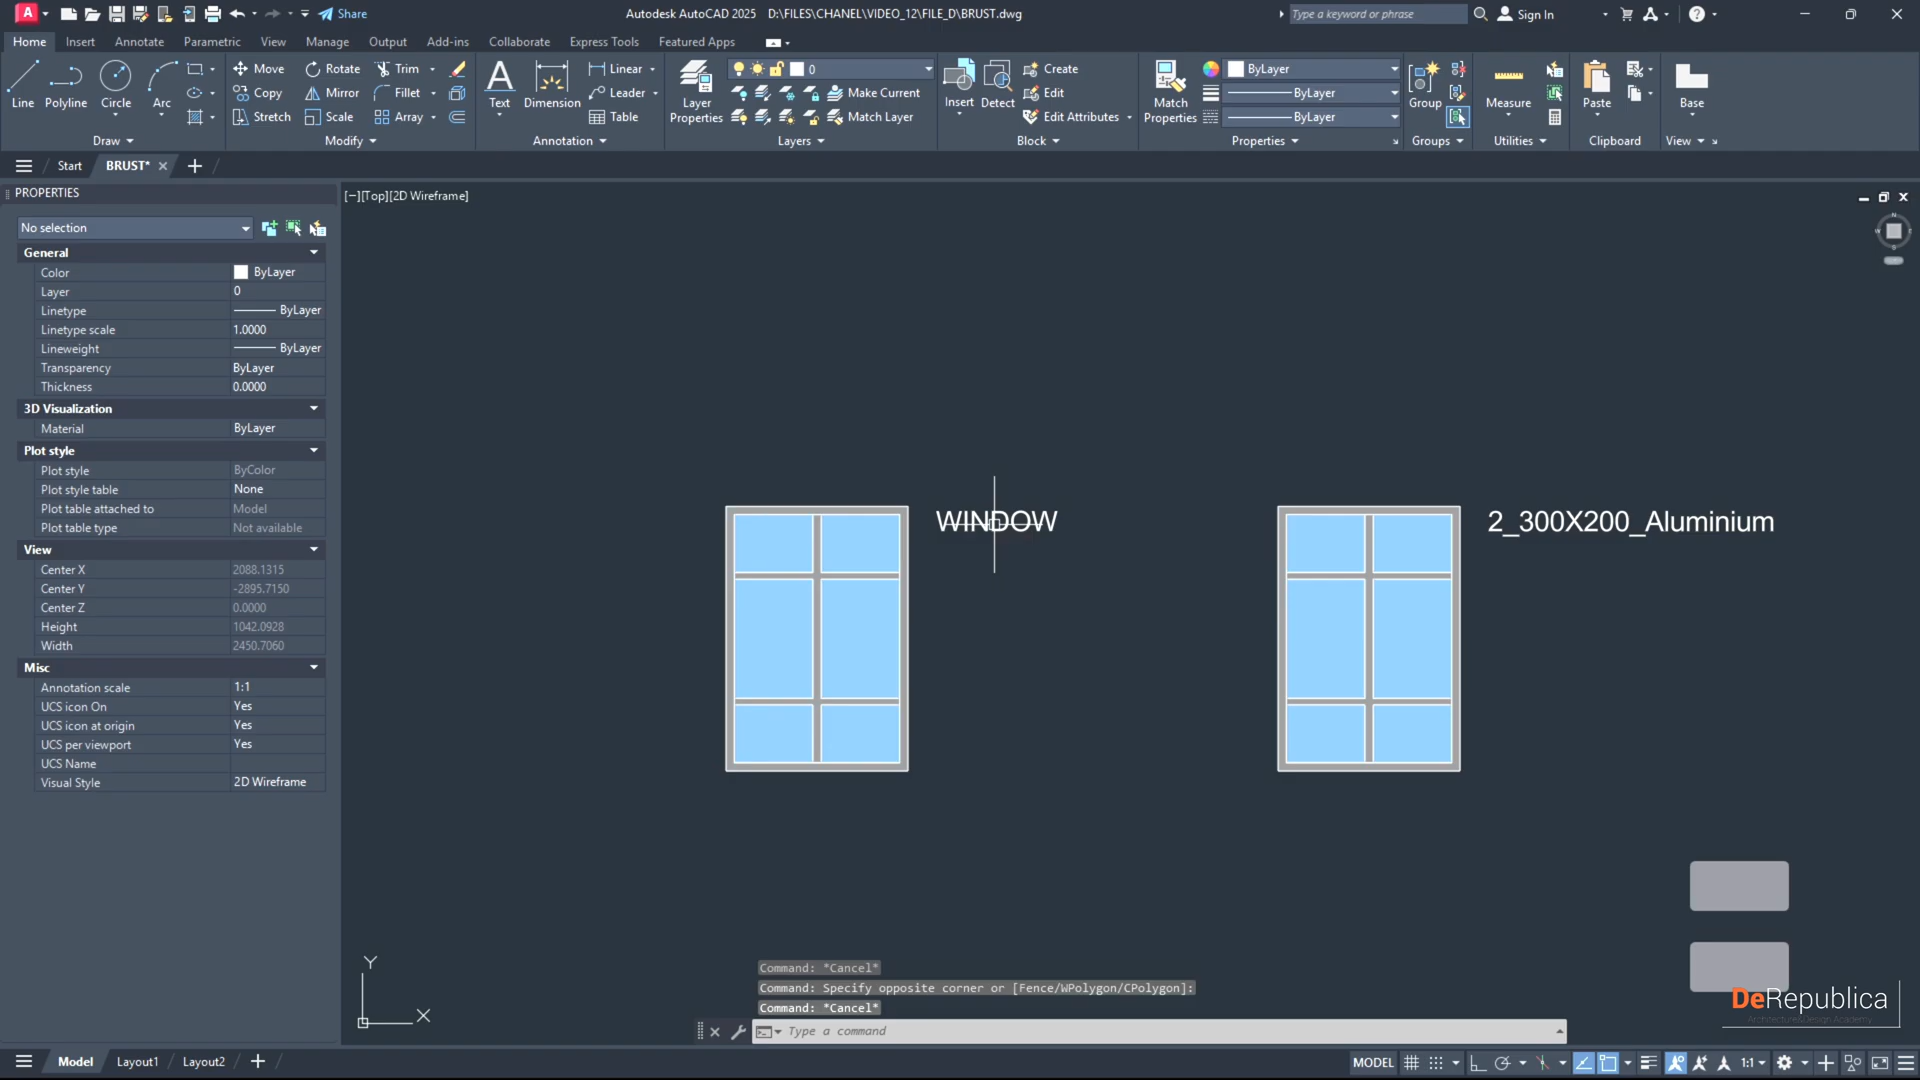 A Share Autodesk AutoCAD 2025 D:\FILES\CHANEL\VIDEO_12\FILE_D\BRUST.dwg Type a keyword or phrase Sign In
Home Insert Annotate Parametric View Manage Output Add-ins Collaborate Express Tools Featured Apps
Line Polyline Circle Arc
Move Rotate Trim
Copy Mirror Fillet
Stretch Scale Array
Text Dimension
Linear
Leader
Table
Layer Properties
0
Make Current
Match Layer
Insert Detect
Create
Edit
Edit Attributes
Match Properties
ByLayer
ByLayer
ByLayer
Group Measure Paste Base
Draw Modify Annotation Layers Block Properties Groups Utilities Clipboard View
Start BRUST*
PROPERTIES
[−][Top][2D Wireframe]
No selection
General
Color ByLayer
Layer 0
Linetype ByLayer
Linetype scale 1.0000
Lineweight ByLayer
Transparency ByLayer
Thickness 0.0000
3D Visualization
Material ByLayer
Plot style
Plot style ByColor
Plot style table None
Plot table attached to Model
Plot table type Not available
View
Center X 2088.1315
Center Y -2895.7150
Center Z 0.0000
Height 1042.0928
Width 2450.7060
Misc
Annotation scale 1:1
UCS icon On Yes
UCS icon at origin Yes
UCS per viewport Yes
UCS Name
Visual Style 2D Wireframe
WINDOW
2_300X200_Aluminium
Y
X
Command: *Cancel*
Command: Specify opposite corner or [Fence/WPolygon/CPolygon]:
Command: *Cancel*
Type a command
DeRepublica
Architecture&Design Academy
Model Layout1 Layout2
MODEL 1:1